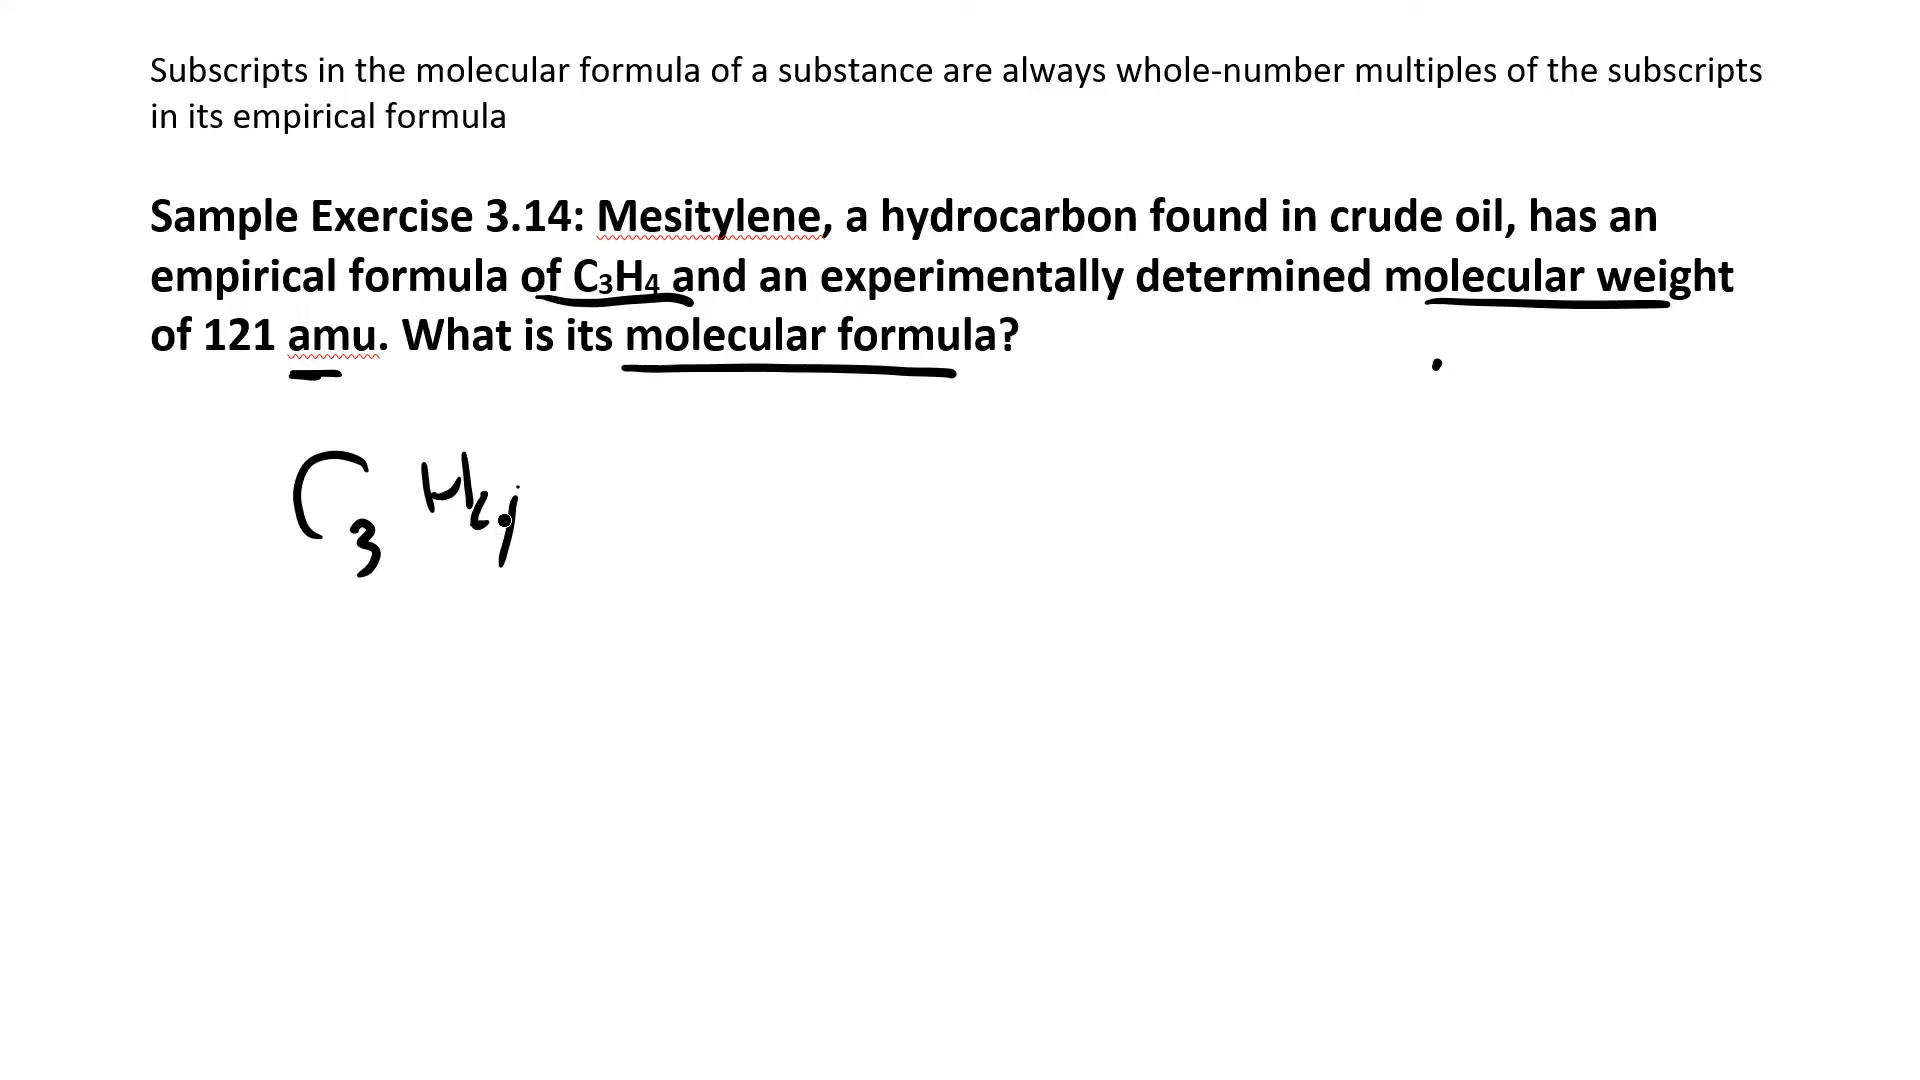 Subscripts in the molecular formula of a substance are always whole-number multiples of the subscripts
in its empirical formula
Sample Exercise 3.14: Mesitylene, a hydrocarbon found in crude oil, has an
empirical formula of C₃H₄ and an experimentally determined molecular weight
of 121 amu. What is its molecular formula?
C₃ H₄